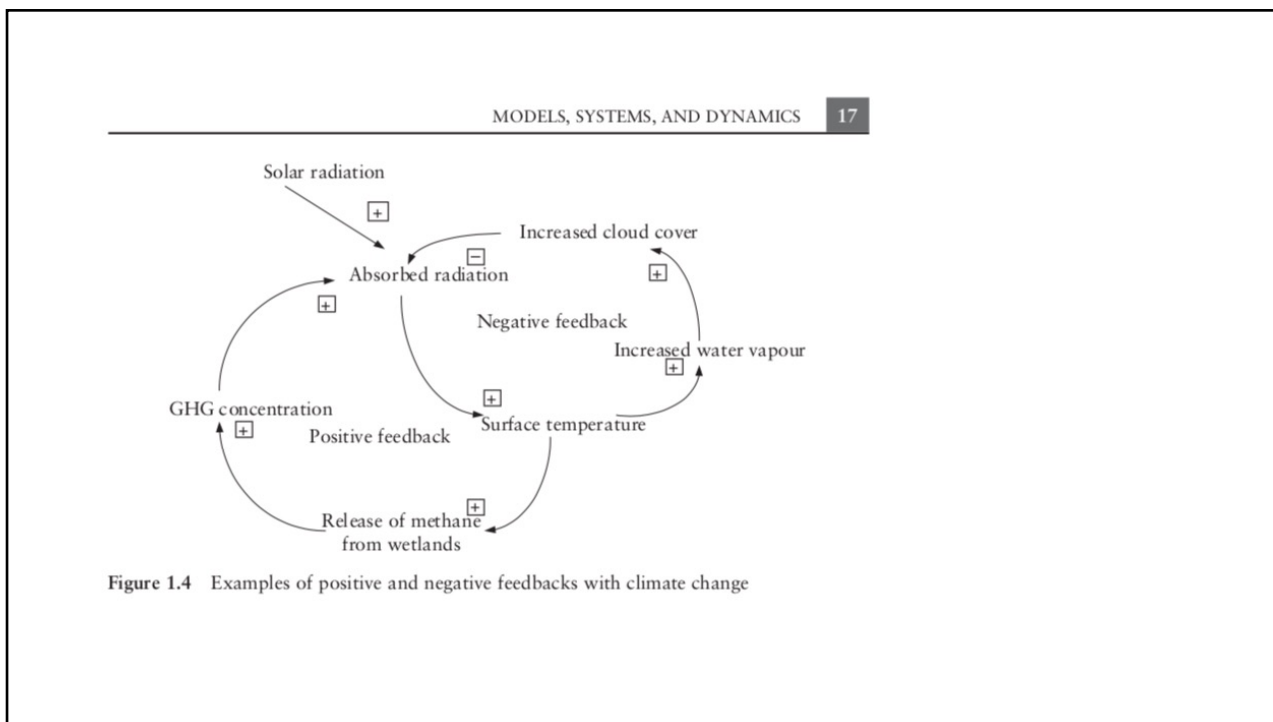 MODELS, SYSTEMS, AND DYNAMICS 17
Solar radiation
+
Increased cloud cover
−
Absorbed radiation
+
+
Negative feedback
Increased water vapour
+
+
GHG concentration
Surface temperature
+
Positive feedback
+
Release of methane
from wetlands
Figure 1.4 Examples of positive and negative feedbacks with climate change